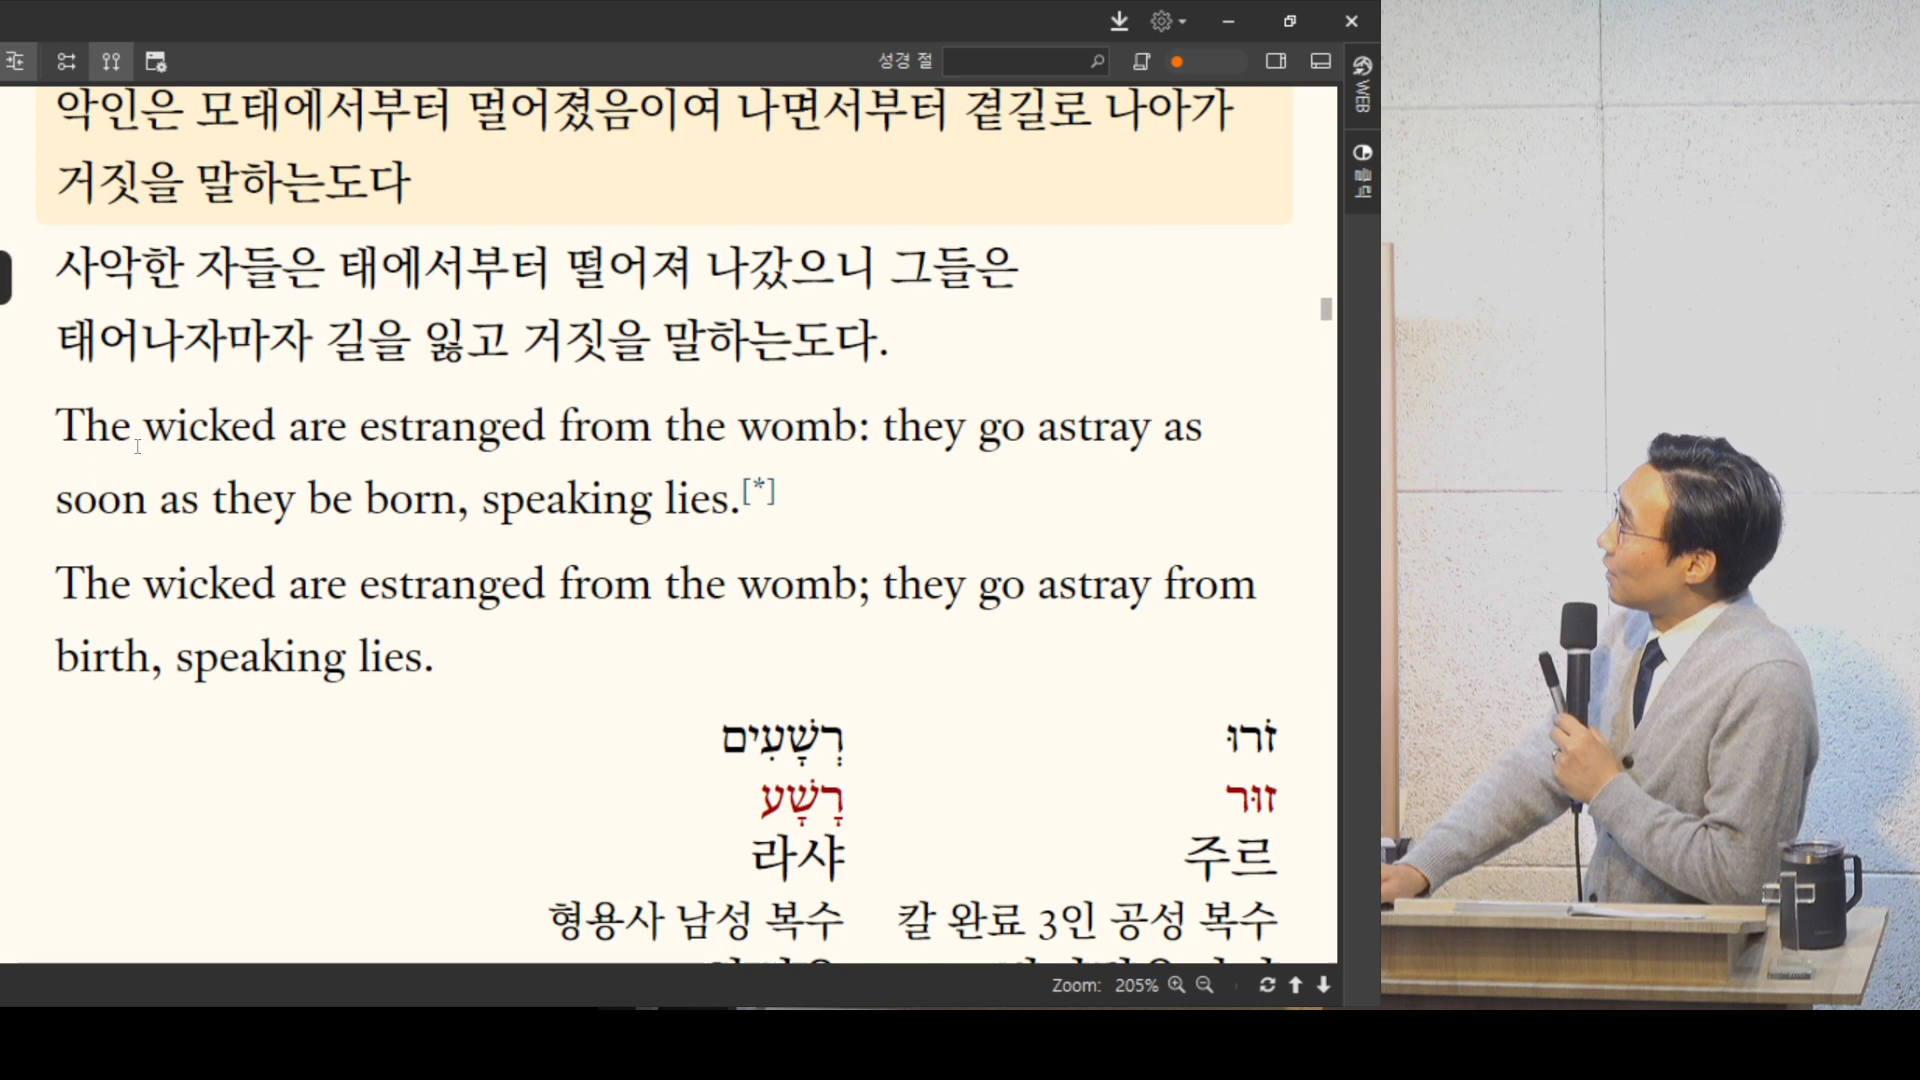 성경 절
악인은 모태에서부터 멀어졌음이여 나면서부터 곁길로 나아가
거짓을 말하는도다
사악한 자들은 태에서부터 떨어져 나갔으니 그들은
태어나자마자 길을 잃고 거짓을 말하는도다.
The wicked are estranged from the womb: they go astray as
soon as they be born, speaking lies.[*]
The wicked are estranged from the womb; they go astray from
birth, speaking lies.
זֹרוּ רְשָׁעִים
זוּר רָשָׁע
주르 라샤
칼 완료 3인 공성 복수 형용사 남성 복수
Zoom: 205%
WEB
클릭